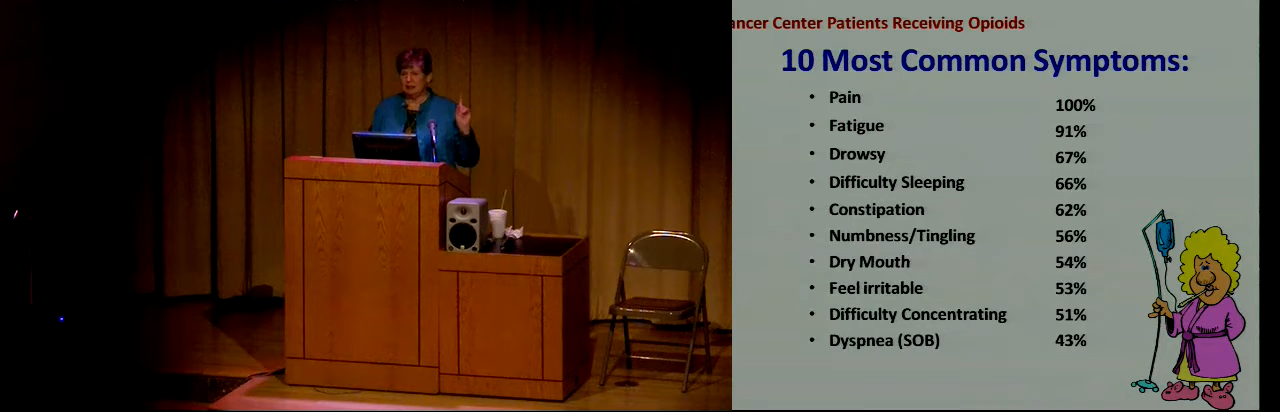 ancer Center Patients Receiving Opioids
10 Most Common Symptoms:
• Pain 100%
• Fatigue 91%
• Drowsy 67%
• Difficulty Sleeping 66%
• Constipation 62%
• Numbness/Tingling 56%
• Dry Mouth 54%
• Feel irritable 53%
• Difficulty Concentrating 51%
• Dyspnea (SOB) 43%